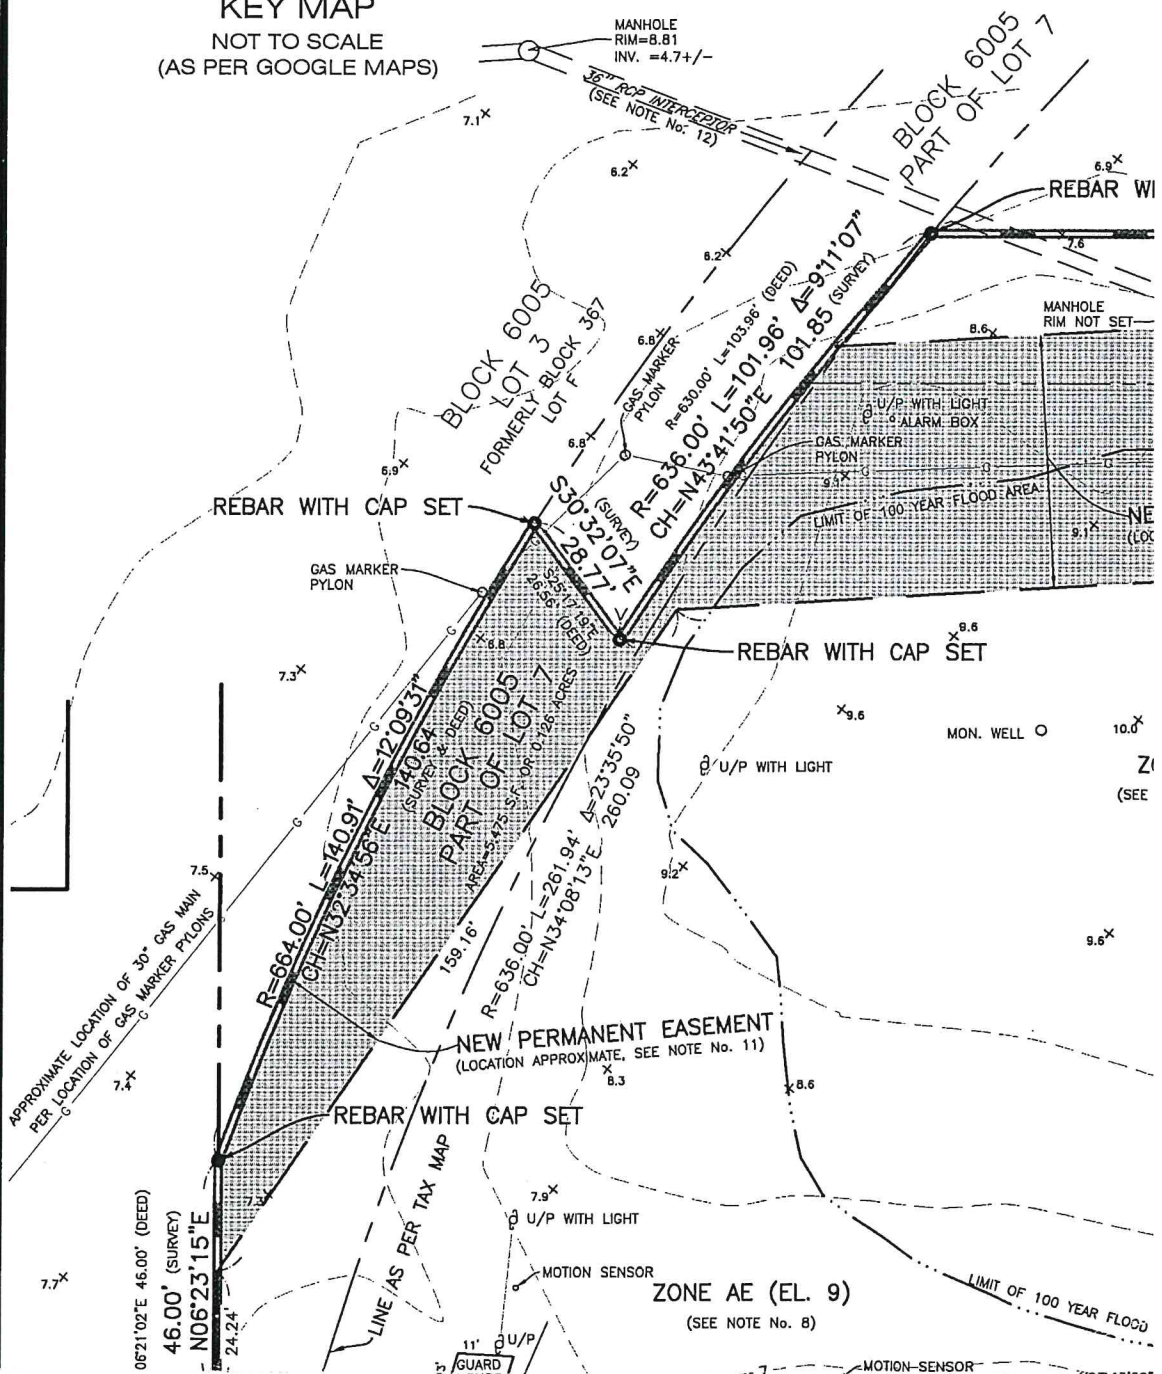 KEY MAP
NOT TO SCALE
(AS PER GOOGLE MAPS)
MANHOLE
RIM=8.81
INV. =4.7+/-
36" RCP INTERCEPTOR
(SEE NOTE No. 12)
BLOCK 6005
PART OF LOT 7
7.1
6.2
6.9
REBAR WI
6.2
7.6
MANHOLE
RIM NOT SET
8.6
BLOCK 6005
LOT 3
FORMERLY BLOCK 367
LOT F
6.8
GAS MARKER
PYLON
R=630.00' L=103.96' (DEED)
R=636.00' L=101.96' Δ=9°11'07"
CH=N43°41'50"E 101.85 (SURVEY)
U/P WITH LIGHT
ALARM BOX
GAS MARKER
PYLON
6.8
6.9
9.1
G
G
G
LIMIT OF 100 YEAR FLOOD AREA
9.1
NE
(LOC
REBAR WITH CAP SET
S30°32'07"E
(SURVEY)
28.77'
S25°17'19"E
26.56' (DEED)
GAS MARKER
PYLON
G
6.8
9.6
REBAR WITH CAP SET
7.3
9.6
MON. WELL
10.0
U/P WITH LIGHT
ZO
(SEE
R=664.00' L=140.91' Δ=12°09'31"
CH=N32°34'56"E 140.64'
(SURVEY & DEED)
BLOCK 6005
PART OF LOT 7
AREA=5,475 S.F. OR 0.126 ACRES
G
G
7.5
9.2
9.6
159.16'
R=636.00' L=261.94' Δ=23°35'50"
CH=N34°08'13"E 260.09
APPROXIMATE LOCATION OF 30" GAS MAIN
PER LOCATION OF GAS MARKER PYLONS
G
G
G
NEW PERMANENT EASEMENT
(LOCATION APPROXIMATE, SEE NOTE No. 11)
7.4
8.3
8.6
REBAR WITH CAP SET
LINE AS PER TAX MAP
7.3
7.9
U/P WITH LIGHT
06°21'02"E 46.00' (DEED)
46.00' (SURVEY)
N06°23'15"E
24.24'
7.7
MOTION SENSOR
ZONE AE (EL. 9)
(SEE NOTE No. 8)
LIMIT OF 100 YEAR FLOOD
U/P
11'
GUARD
MOTION SENSOR